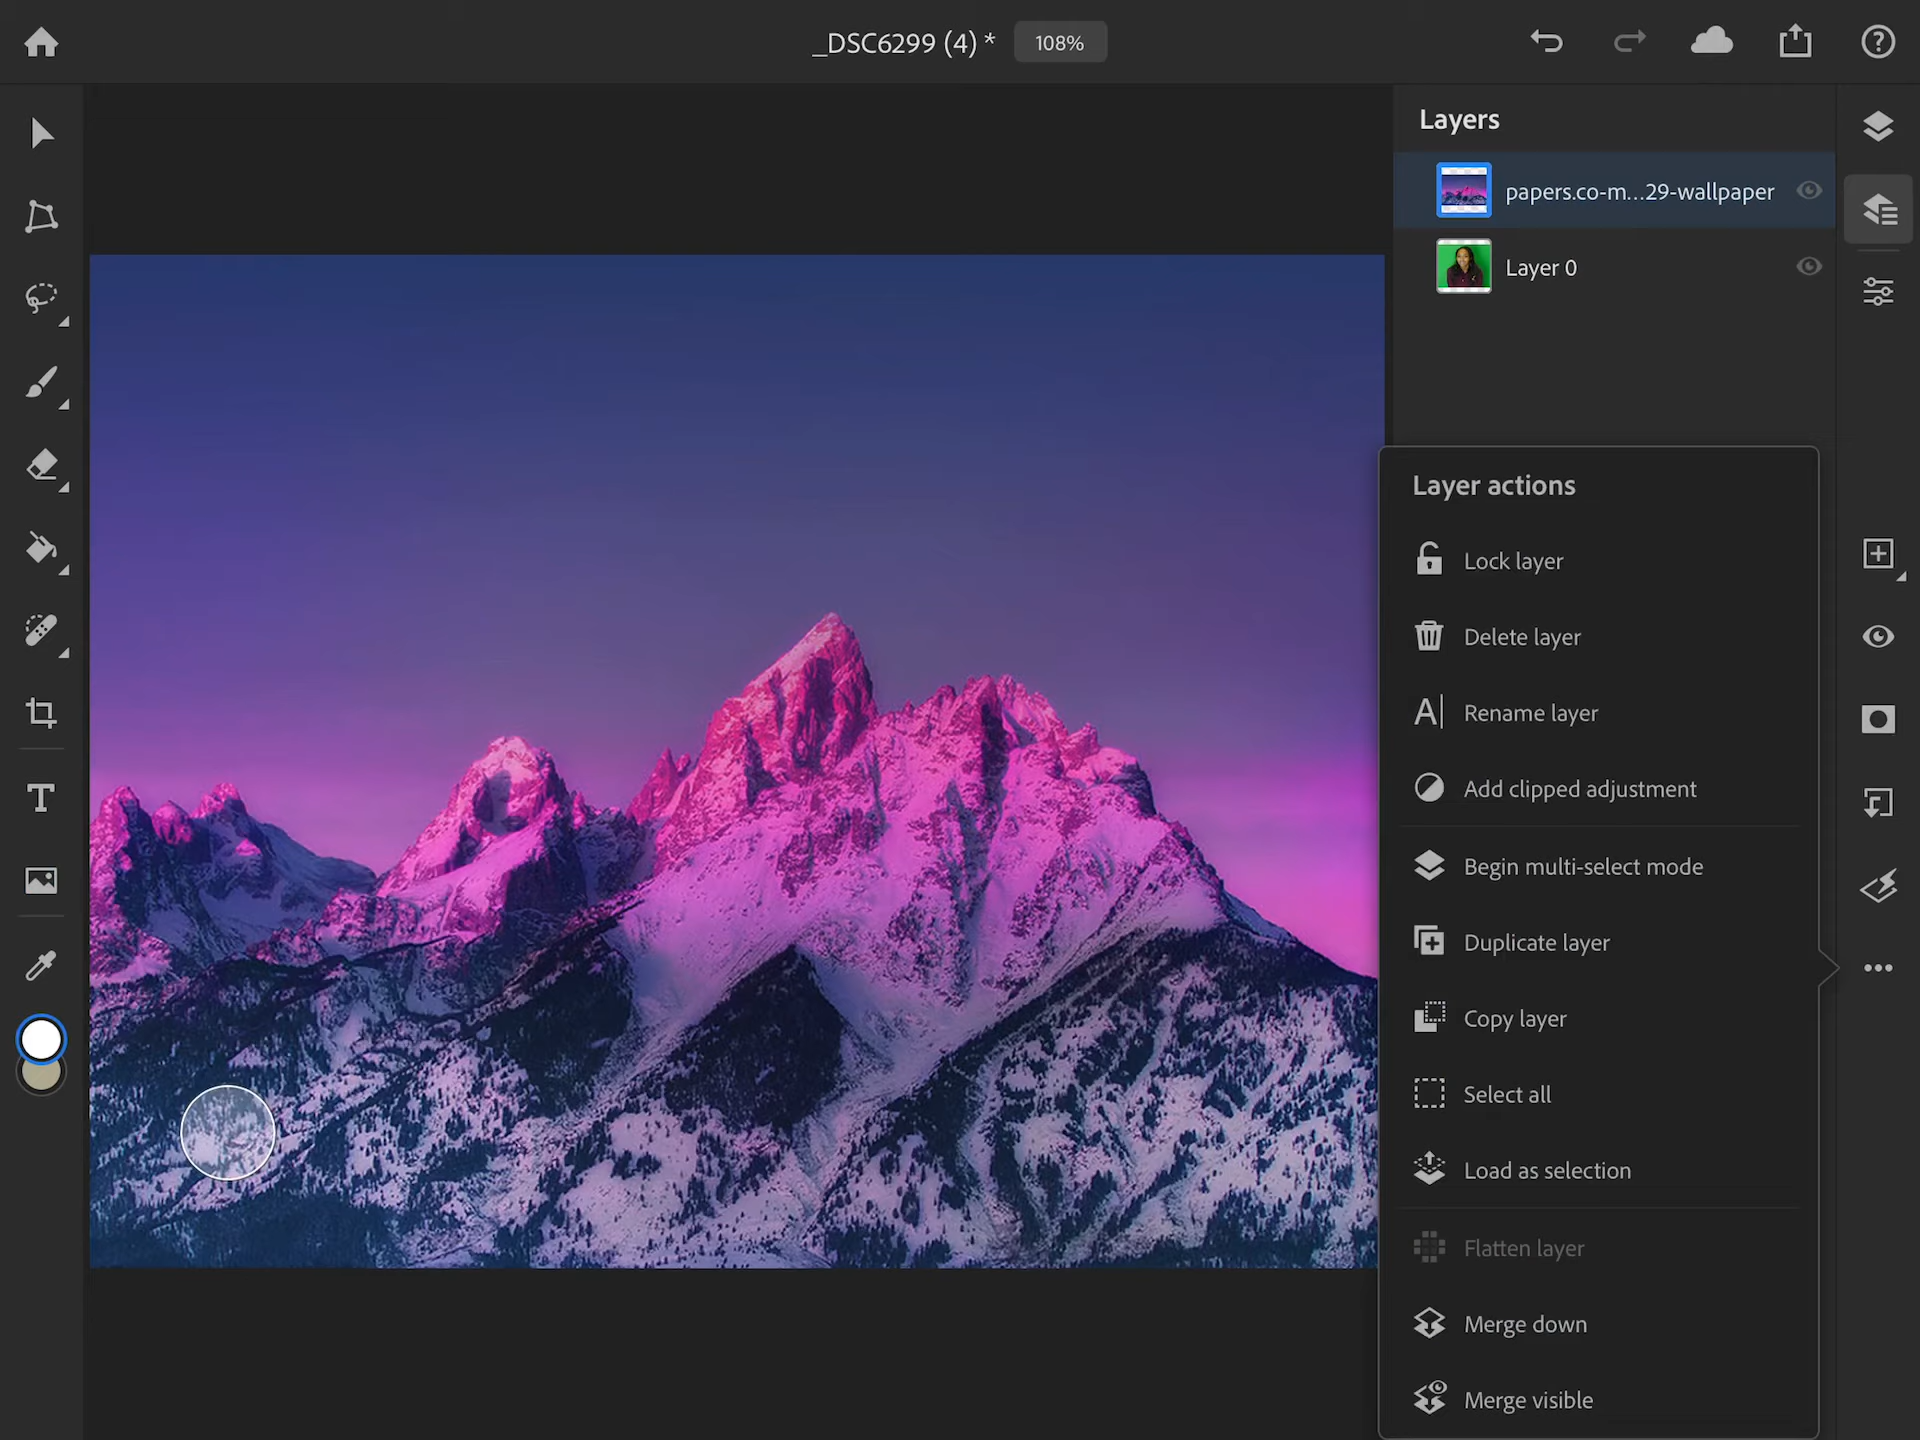 _DSC6299 (4) *
108%
Layers
papers.co-m...29-wallpaper
Layer 0
Layer actions
Lock layer
Delete layer
Rename layer
Add clipped adjustment
Begin multi-select mode
Duplicate layer
Copy layer
Select all
Load as selection
Flatten layer
Merge down
Merge visible